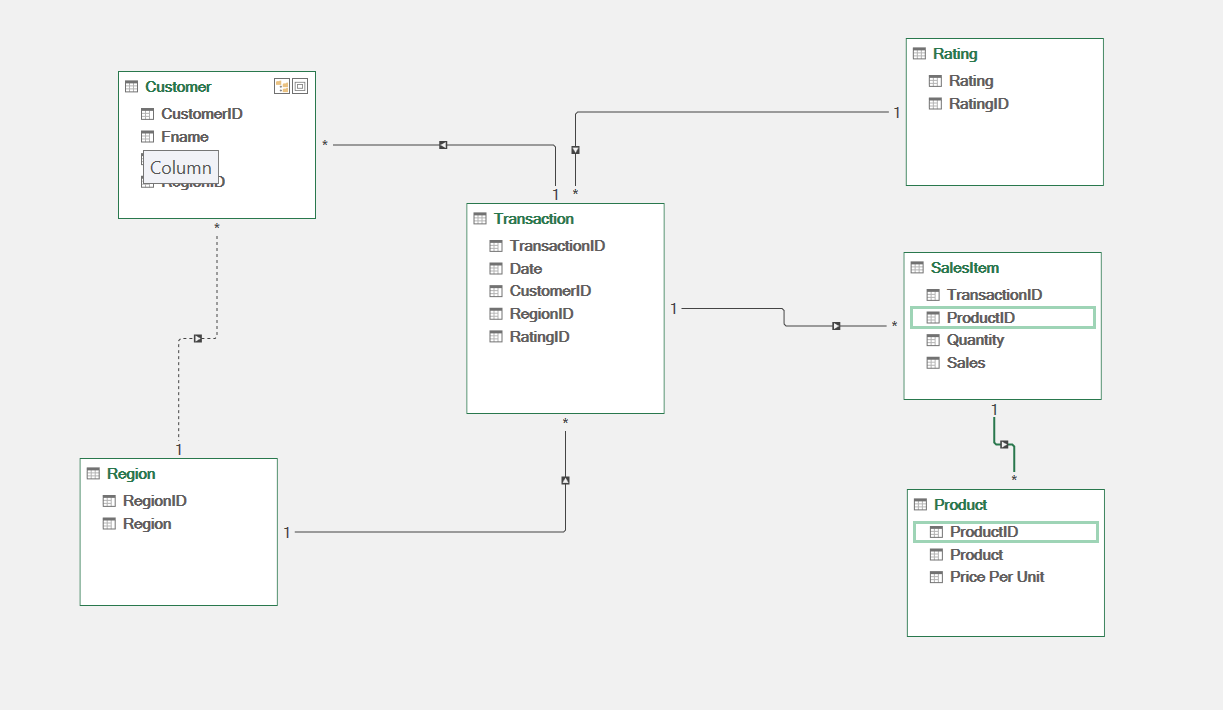 Customer
CustomerID
Fname
Column
RegionID
*
*
1
Region
RegionID
Region
1
1
*
Transaction
TransactionID
Date
CustomerID
RegionID
RatingID
*
1
1
Rating
Rating
RatingID
*
SalesItem
TransactionID
ProductID
Quantity
Sales
1
*
Product
ProductID
Product
Price Per Unit